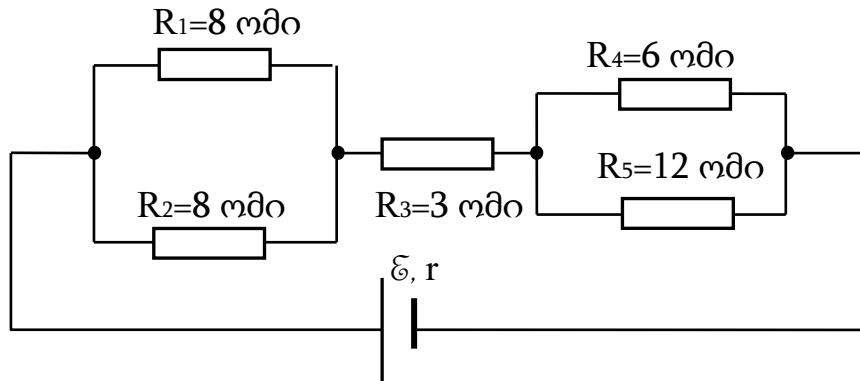 R₁=8 ომი
R₄=6 ომი
R₅=12 ომი
R₂=8 ომი
R₃=3 ომი
ℰ, r